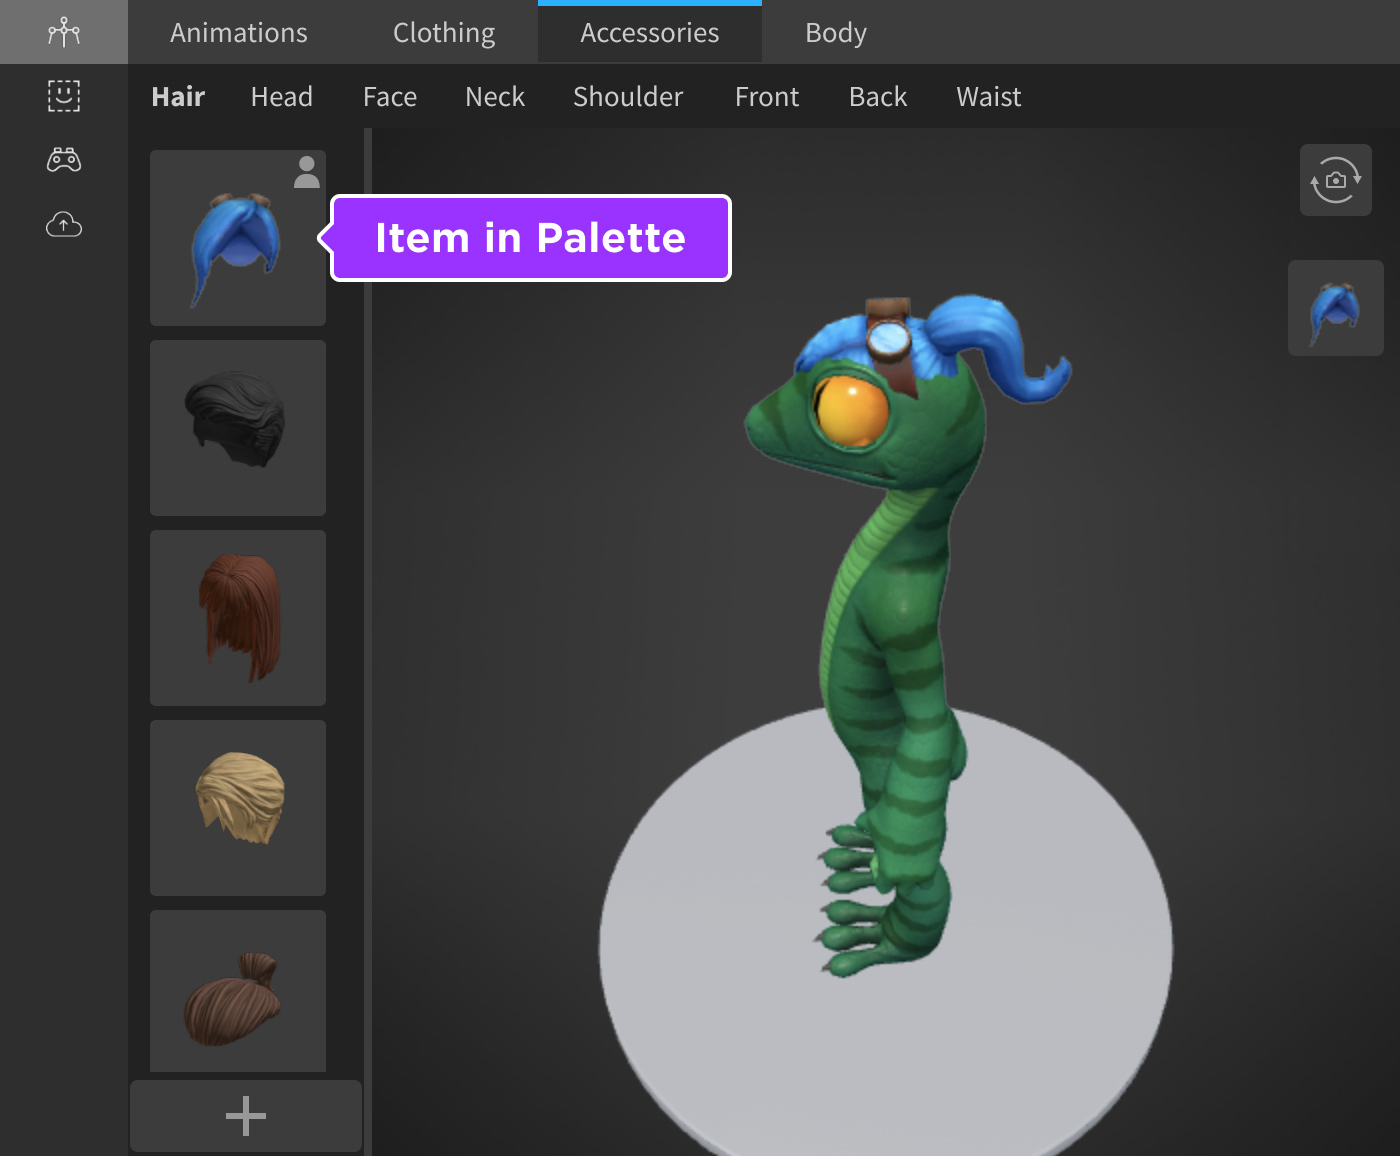 Animations Clothing Accessories Body
Hair Head Face Neck Shoulder Front Back Waist
Item in Palette